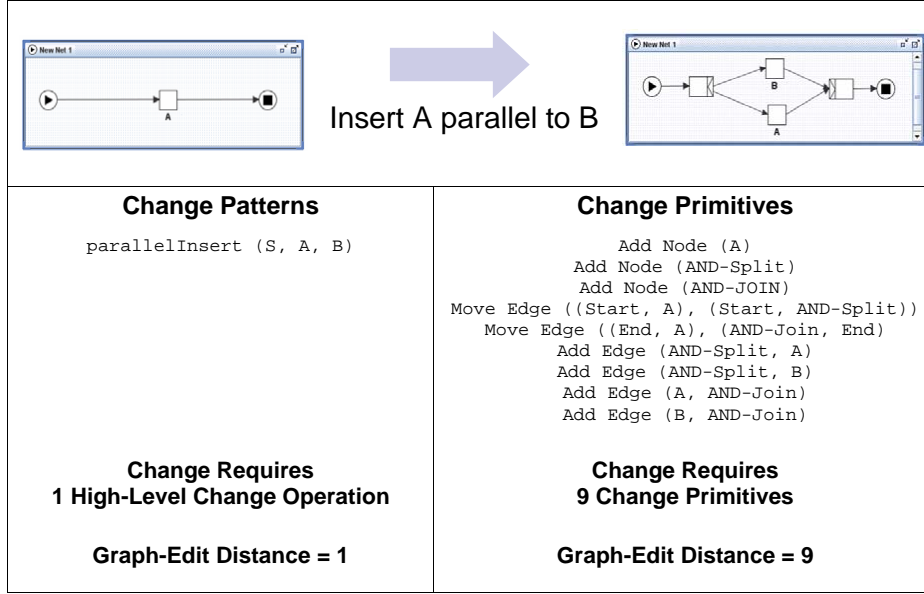 New Net 1
A
Insert A parallel to B
New Net 1
B
A
Change Patterns
parallelInsert (S, A, B)
Change Requires
1 High-Level Change Operation
Graph-Edit Distance = 1
Change Primitives
Add Node (A)
Add Node (AND-Split)
Add Node (AND-JOIN)
Move Edge ((Start, A), (Start, AND-Split))
Move Edge ((End, A), (AND-Join, End)
Add Edge (AND-Split, A)
Add Edge (AND-Split, B)
Add Edge (A, AND-Join)
Add Edge (B, AND-Join)
Change Requires
9 Change Primitives
Graph-Edit Distance = 9